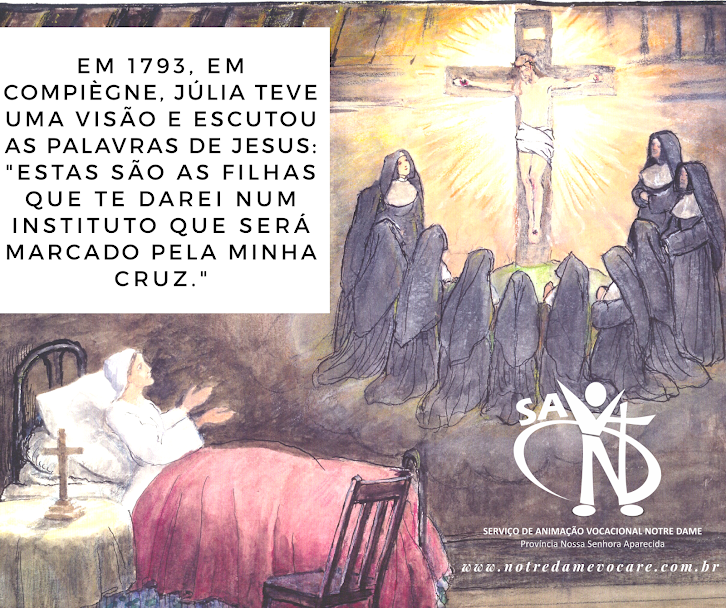 EM 1793, EM
COMPIÈGNE, JÚLIA TEVE
UMA VISÃO E ESCUTOU
AS PALAVRAS DE JESUS:
"ESTAS SÃO AS FILHAS
QUE TE DAREI NUM
INSTITUTO QUE SERÁ
MARCADO PELA MINHA
CRUZ."
SAV
ND
SERVIÇO DE ANIMAÇÃO VOCACIONAL NOTRE DAME
Província Nossa Senhora Aparecida
www.notredamevocare.com.br